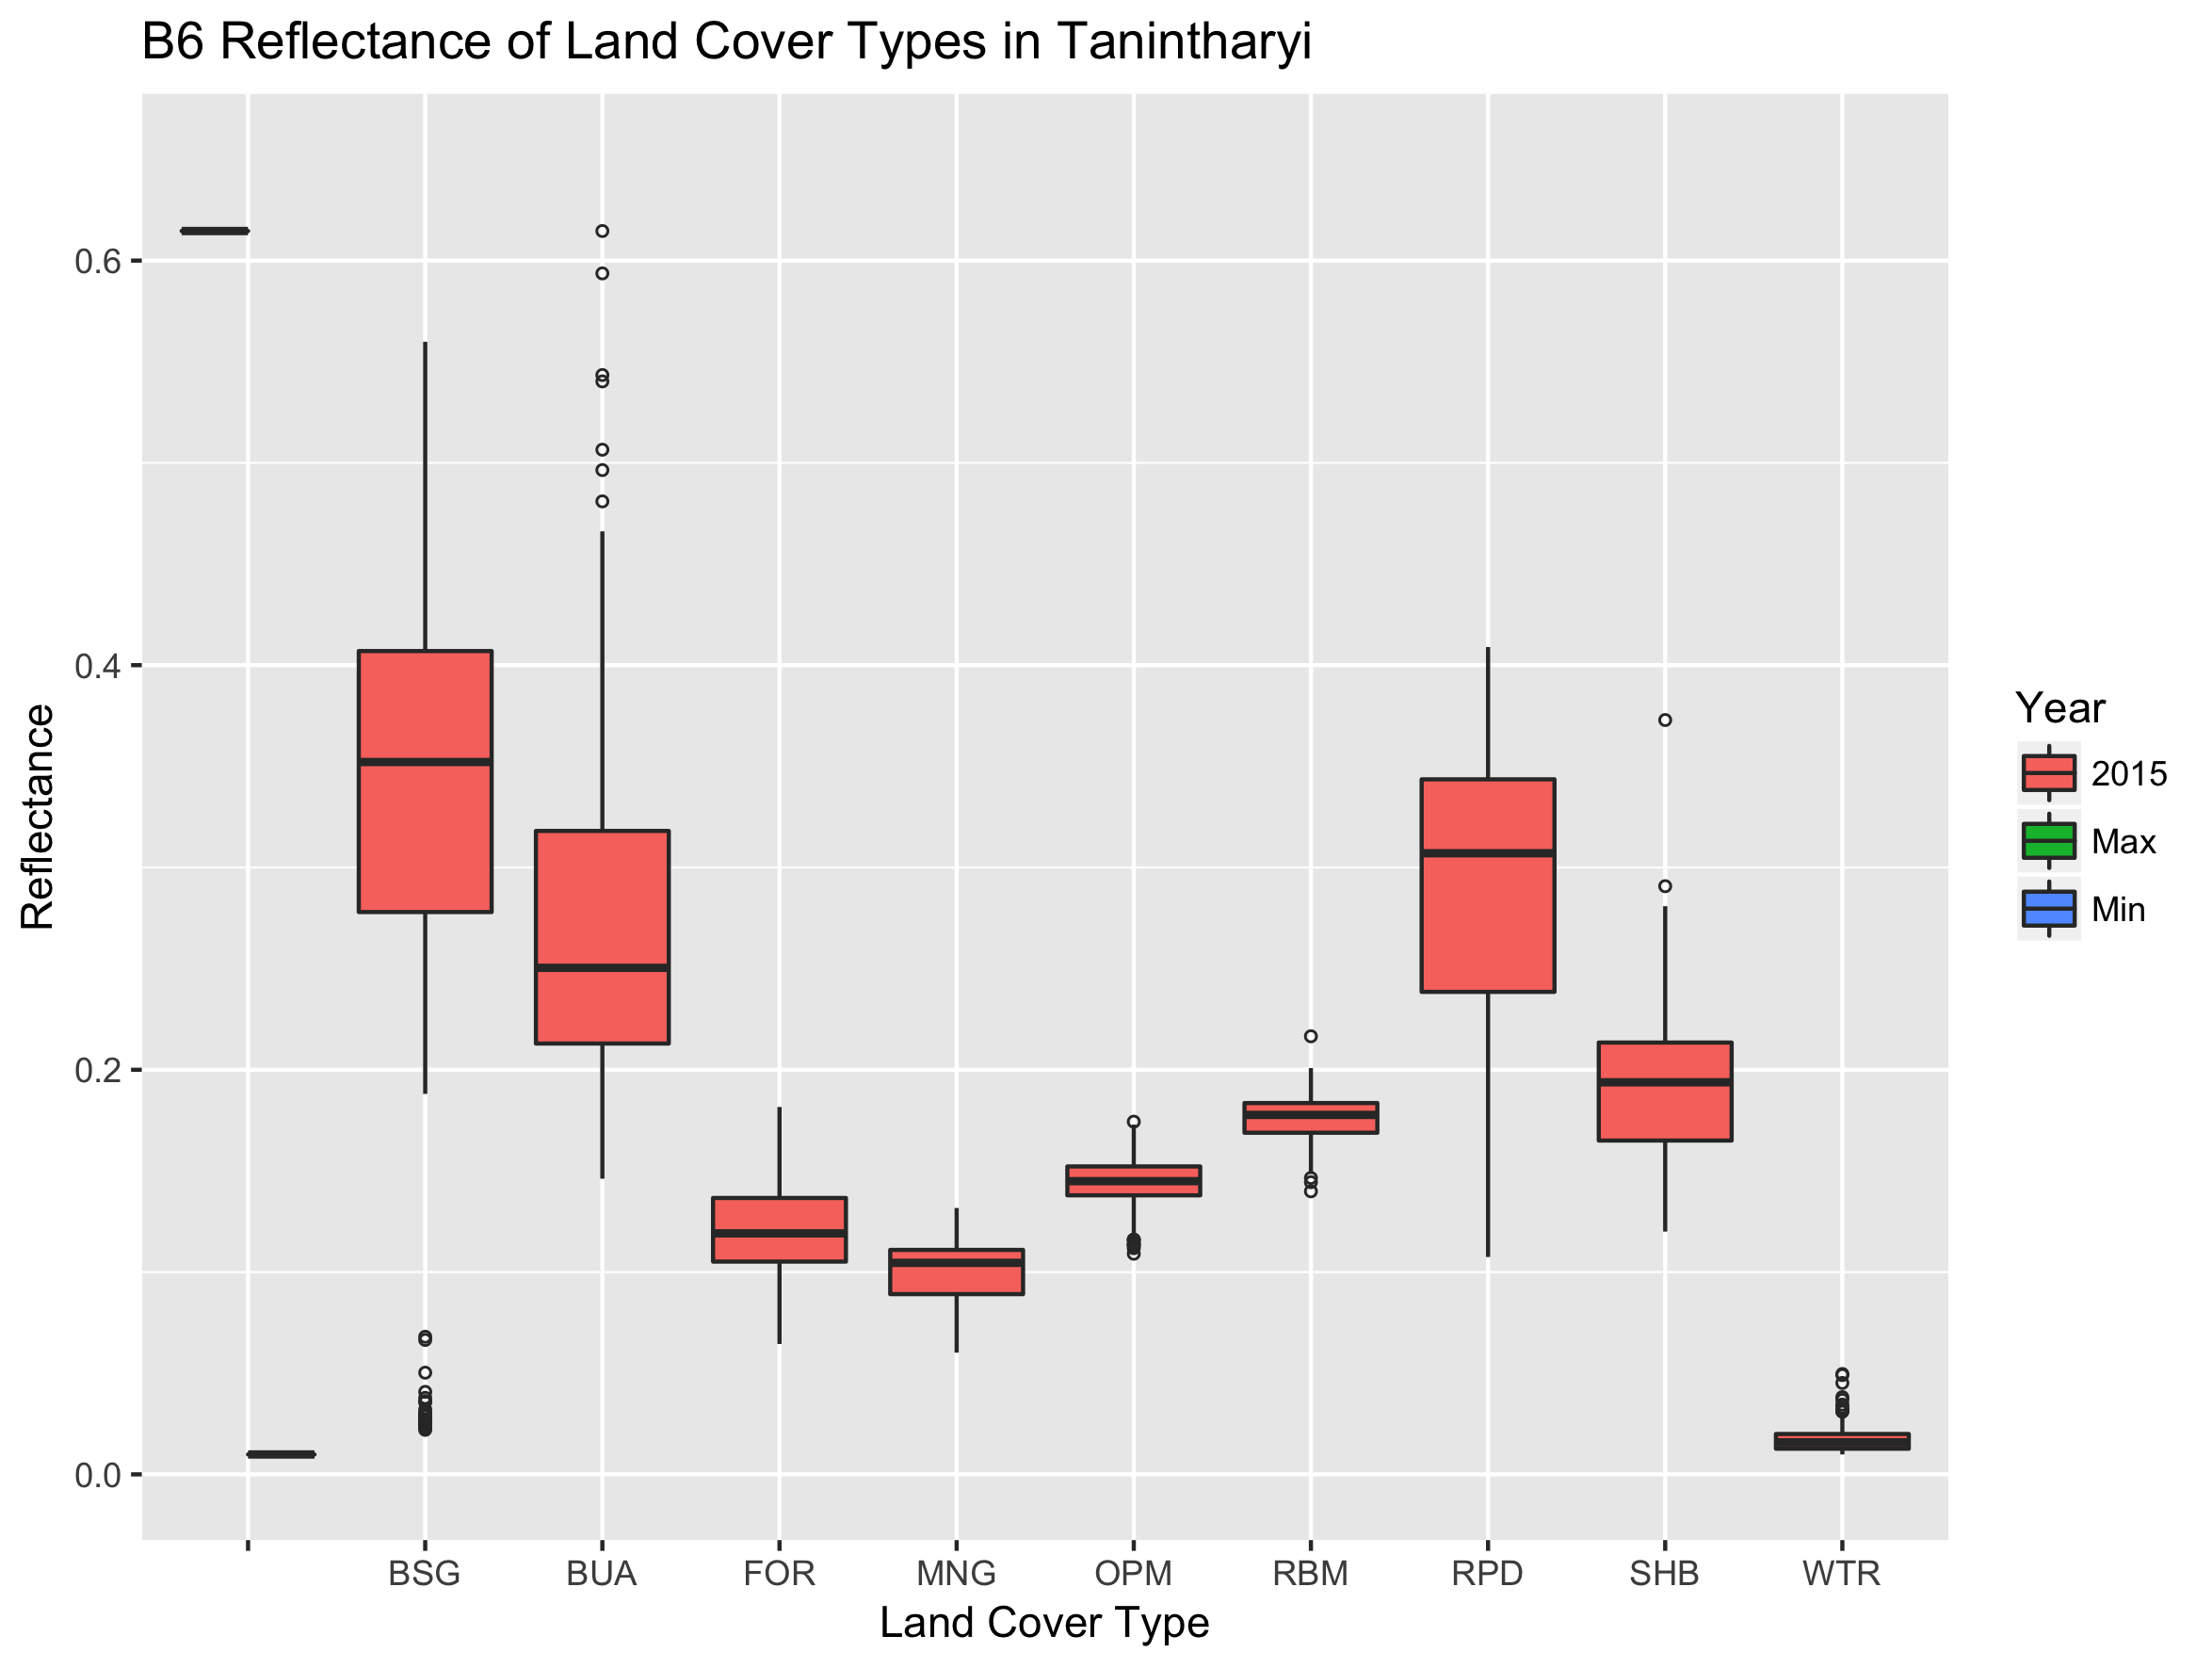 B6 Reflectance of Land Cover Types in Tanintharyi
Reflectance
0.6
0.4
0.2
0.0
BSG BUA FOR MNG OPM RBM RPD SHB WTR
Land Cover Type
Year
2015
Max
Min